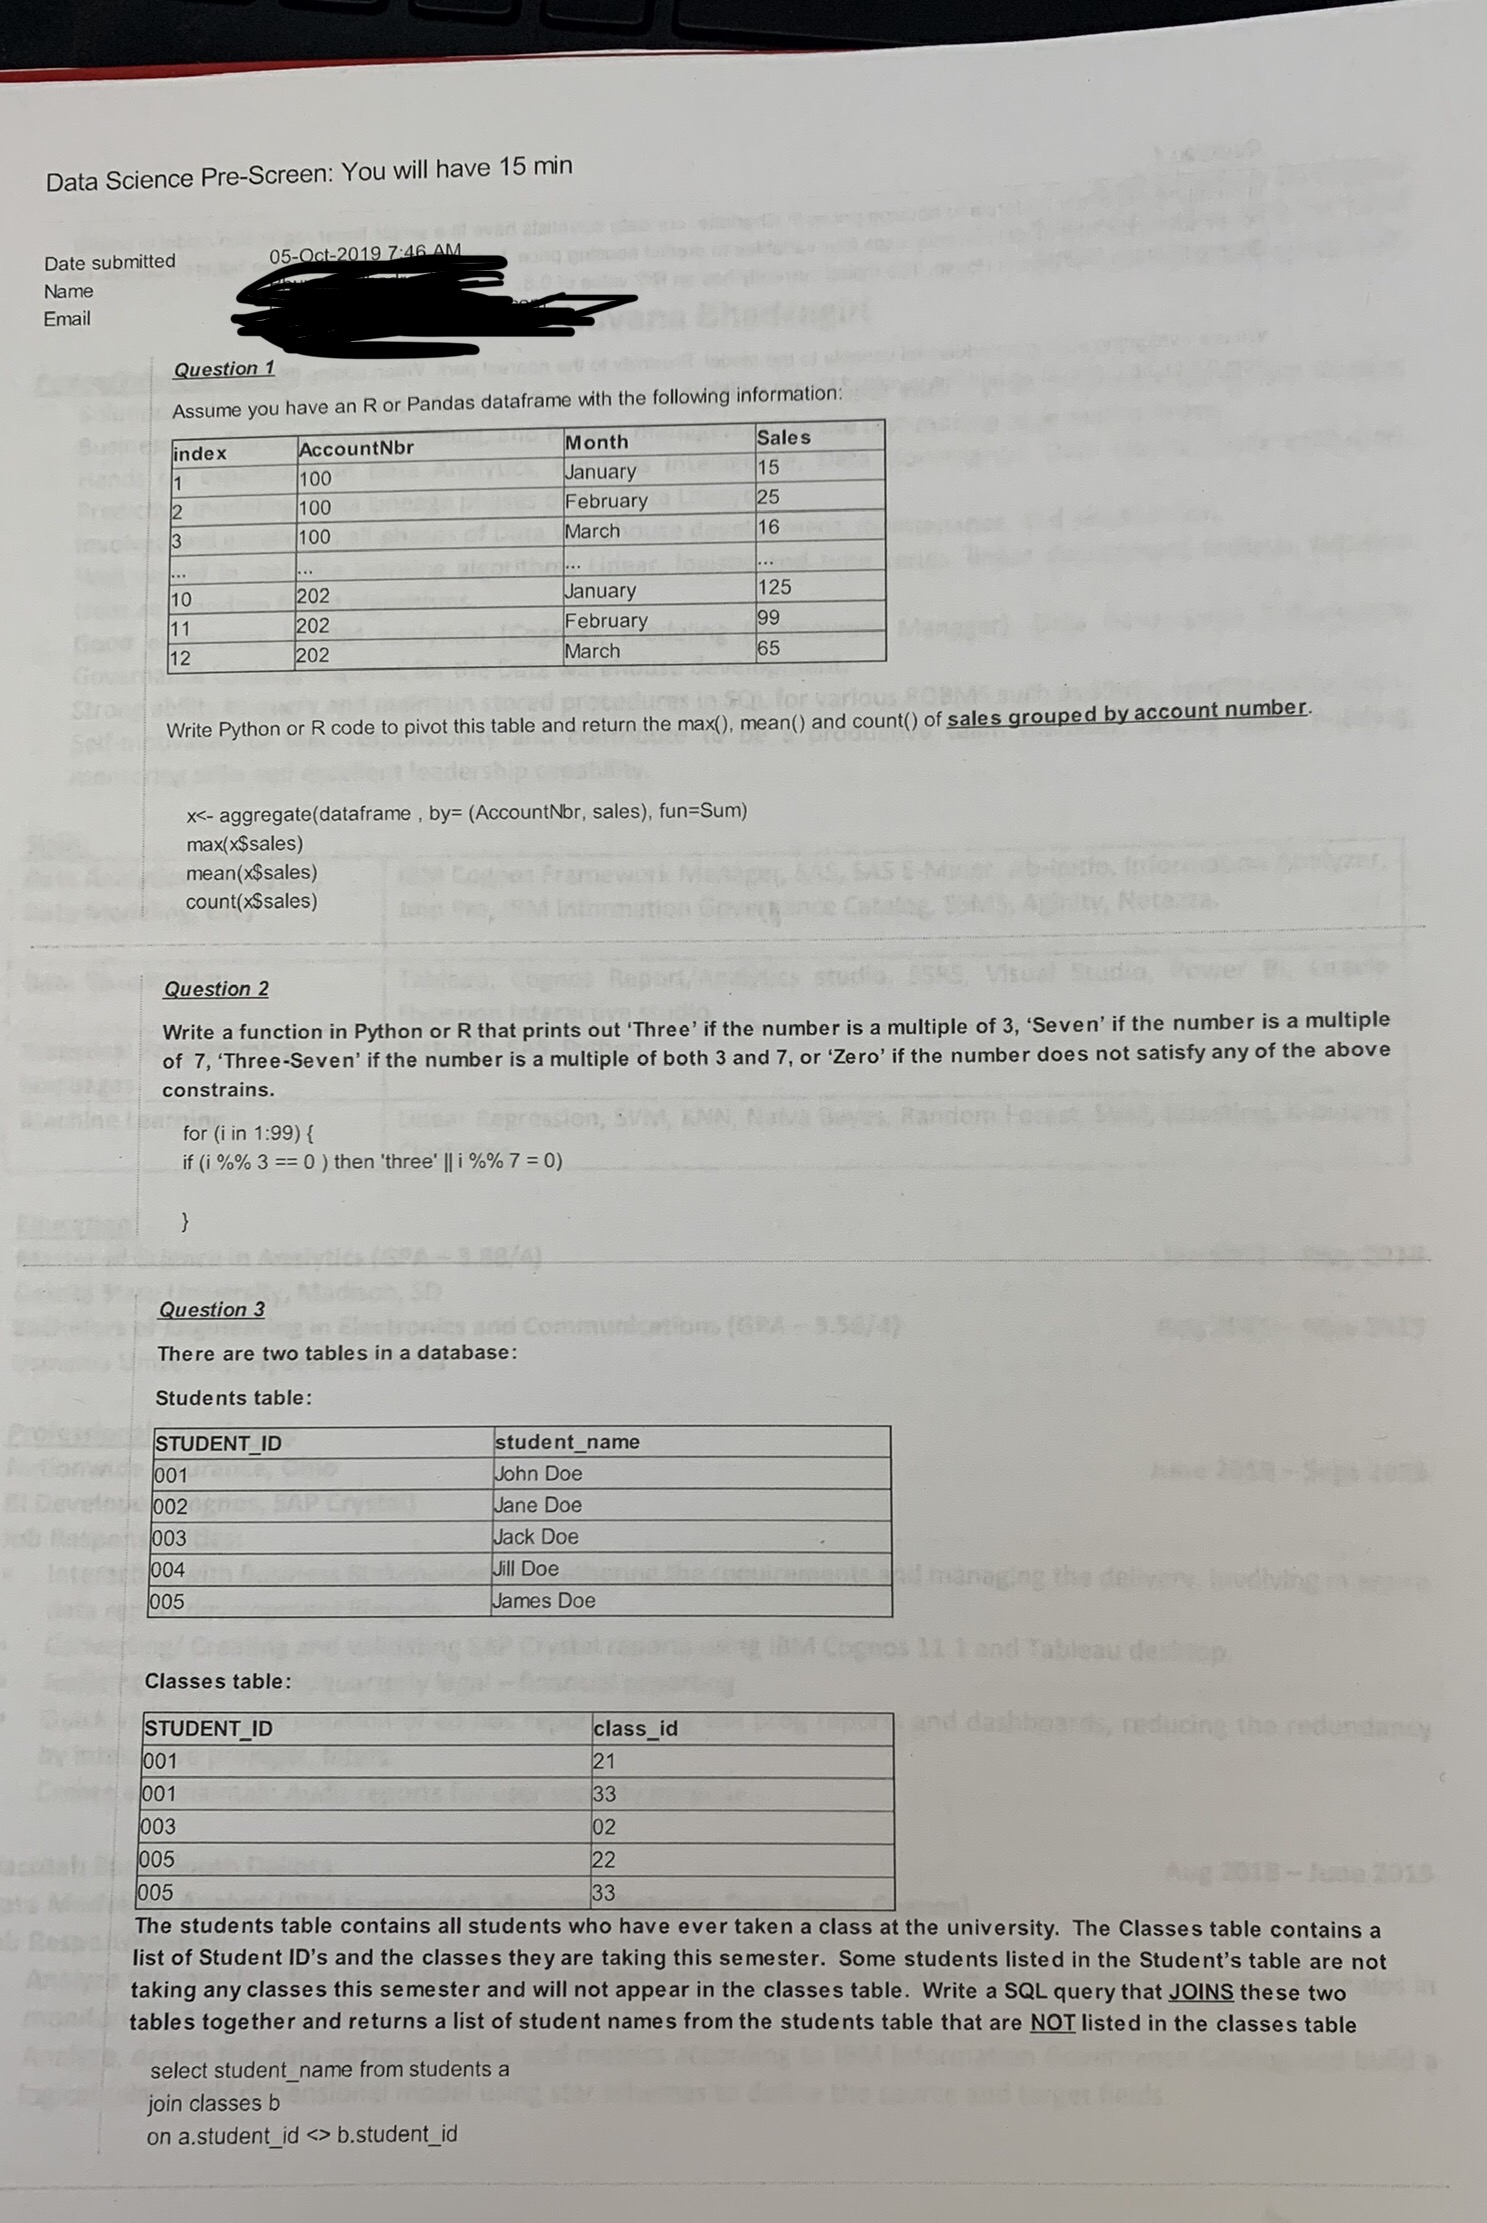 Data Science Pre-Screen: You will have 15 min
Date submitted 05-Oct-2019 7:46 AM
Name
Email
Question 1
Assume you have an R or Pandas dataframe with the following information:
index AccountNbr Month Sales
1 100 January 15
2 100 February 25
3 100 March 16
... ... ... ...
10 202 January 125
11 202 February 99
12 202 March 65
Write Python or R code to pivot this table and return the max(), mean() and count() of sales grouped by account number.
x<- aggregate(dataframe , by= (AccountNbr, sales), fun=Sum)
max(x$sales)
mean(x$sales)
count(x$sales)
Question 2
Write a function in Python or R that prints out ‘Three’ if the number is a multiple of 3, ‘Seven’ if the number is a multiple
of 7, ‘Three-Seven’ if the number is a multiple of both 3 and 7, or ‘Zero’ if the number does not satisfy any of the above
constrains.
for (i in 1:99) {
if (i %% 3 == 0 ) then 'three' || i %% 7 = 0)
}
Question 3
There are two tables in a database:
Students table:
STUDENT_ID student_name
001 John Doe
002 Jane Doe
003 Jack Doe
004 Jill Doe
005 James Doe
Classes table:
STUDENT_ID class_id
001 21
001 33
003 02
005 22
005 33
The students table contains all students who have ever taken a class at the university. The Classes table contains a
list of Student ID’s and the classes they are taking this semester. Some students listed in the Student’s table are not
taking any classes this semester and will not appear in the classes table. Write a SQL query that JOINS these two
tables together and returns a list of student names from the students table that are NOT listed in the classes table
select student_name from students a
join classes b
on a.student_id <> b.student_id